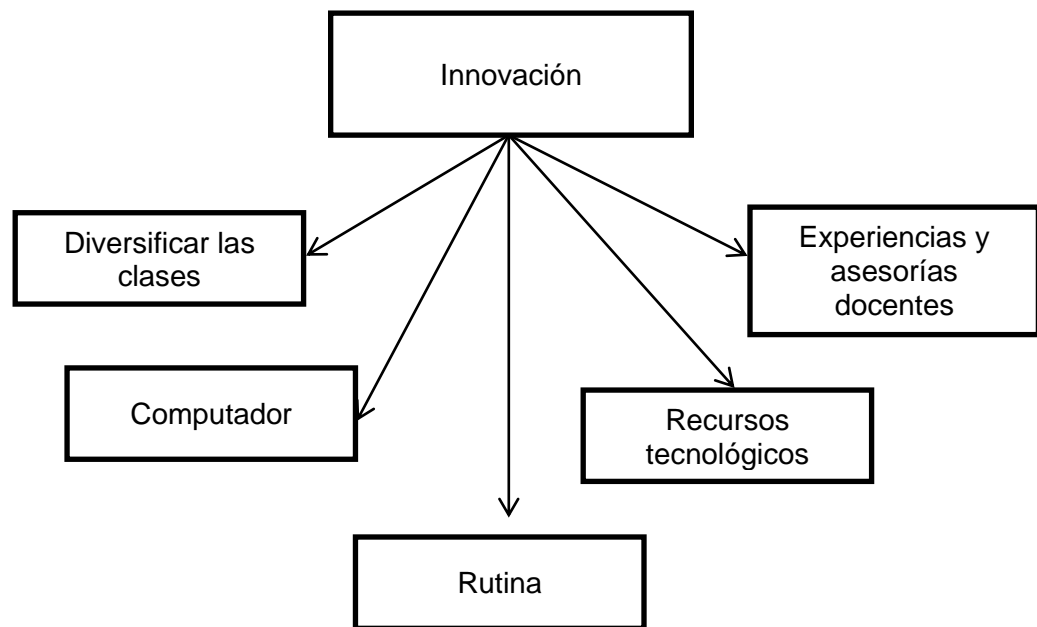 Innovación
Diversificar las
clases
Experiencias y
asesorías
docentes
Computador
Recursos
tecnológicos
Rutina